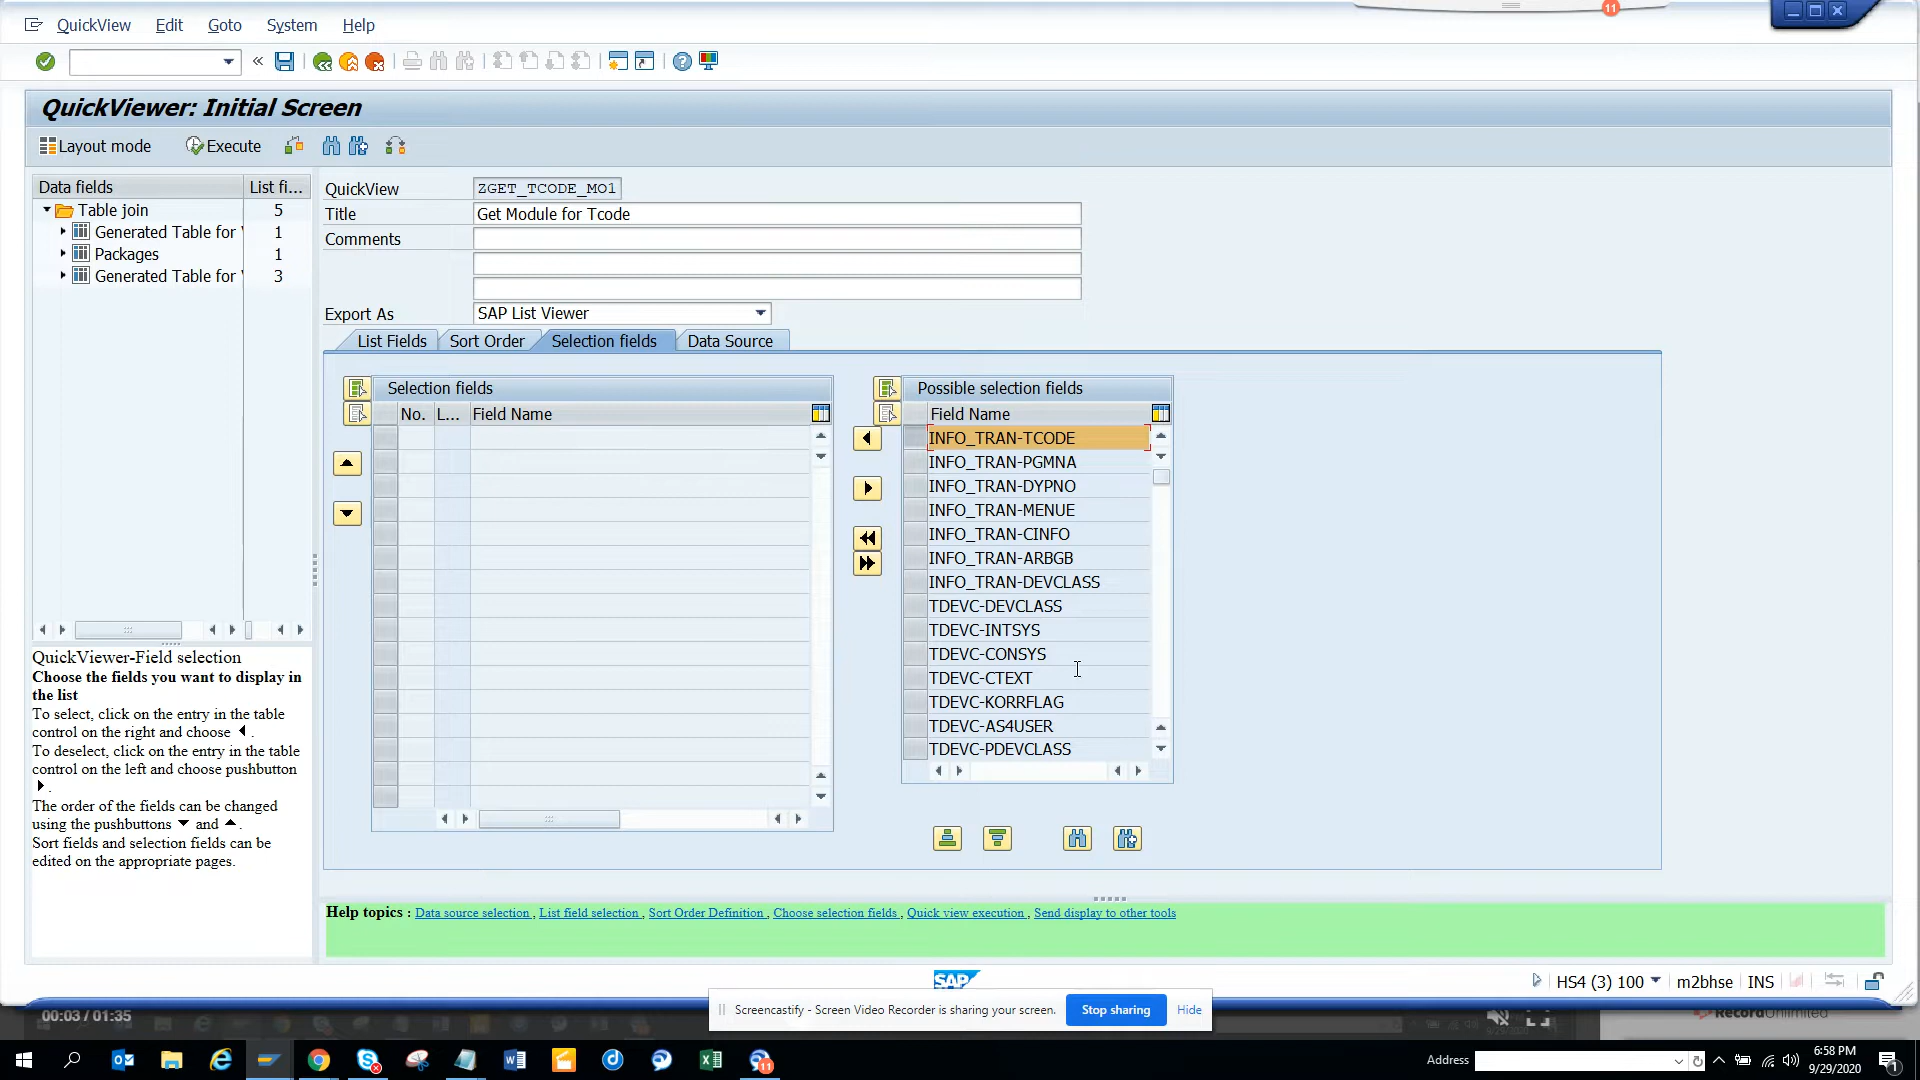 QuickView Edit Goto System Help
11
«
QuickViewer: Initial Screen
Layout mode Execute
Data fields List fi...
Table join 5
Generated Table for 1
Packages 1
Generated Table for 3
QuickView ZGET_TCODE_MO1
Title Get Module for Tcode
Comments
Export As SAP List Viewer
List Fields Sort Order Selection fields Data Source
Selection fields
No. L... Field Name
Possible selection fields
Field Name
INFO_TRAN-TCODE
INFO_TRAN-PGMNA
INFO_TRAN-DYPNO
INFO_TRAN-MENUE
INFO_TRAN-CINFO
INFO_TRAN-ARBGB
INFO_TRAN-DEVCLASS
TDEVC-DEVCLASS
TDEVC-INTSYS
TDEVC-CONSYS
TDEVC-CTEXT
TDEVC-KORRFLAG
TDEVC-AS4USER
TDEVC-PDEVCLASS
QuickViewer-Field selection
Choose the fields you want to display in
the list
To select, click on the entry in the table
control on the right and choose .
To deselect, click on the entry in the table
control on the left and choose pushbutton
.
The order of the fields can be changed
using the pushbuttons and .
Sort fields and selection fields can be
edited on the appropriate pages.
Help topics : Data source selection , List field selection , Sort Order Definition , Choose selection fields , Quick view execution , Send display to other tools
SAP
HS4 (3) 100 m2bhse INS
Screencastify - Screen Video Recorder is sharing your screen. Stop sharing Hide
00:03 / 01:35
RecordUnlimited
Address
6:58 PM
9/29/2020
11
1